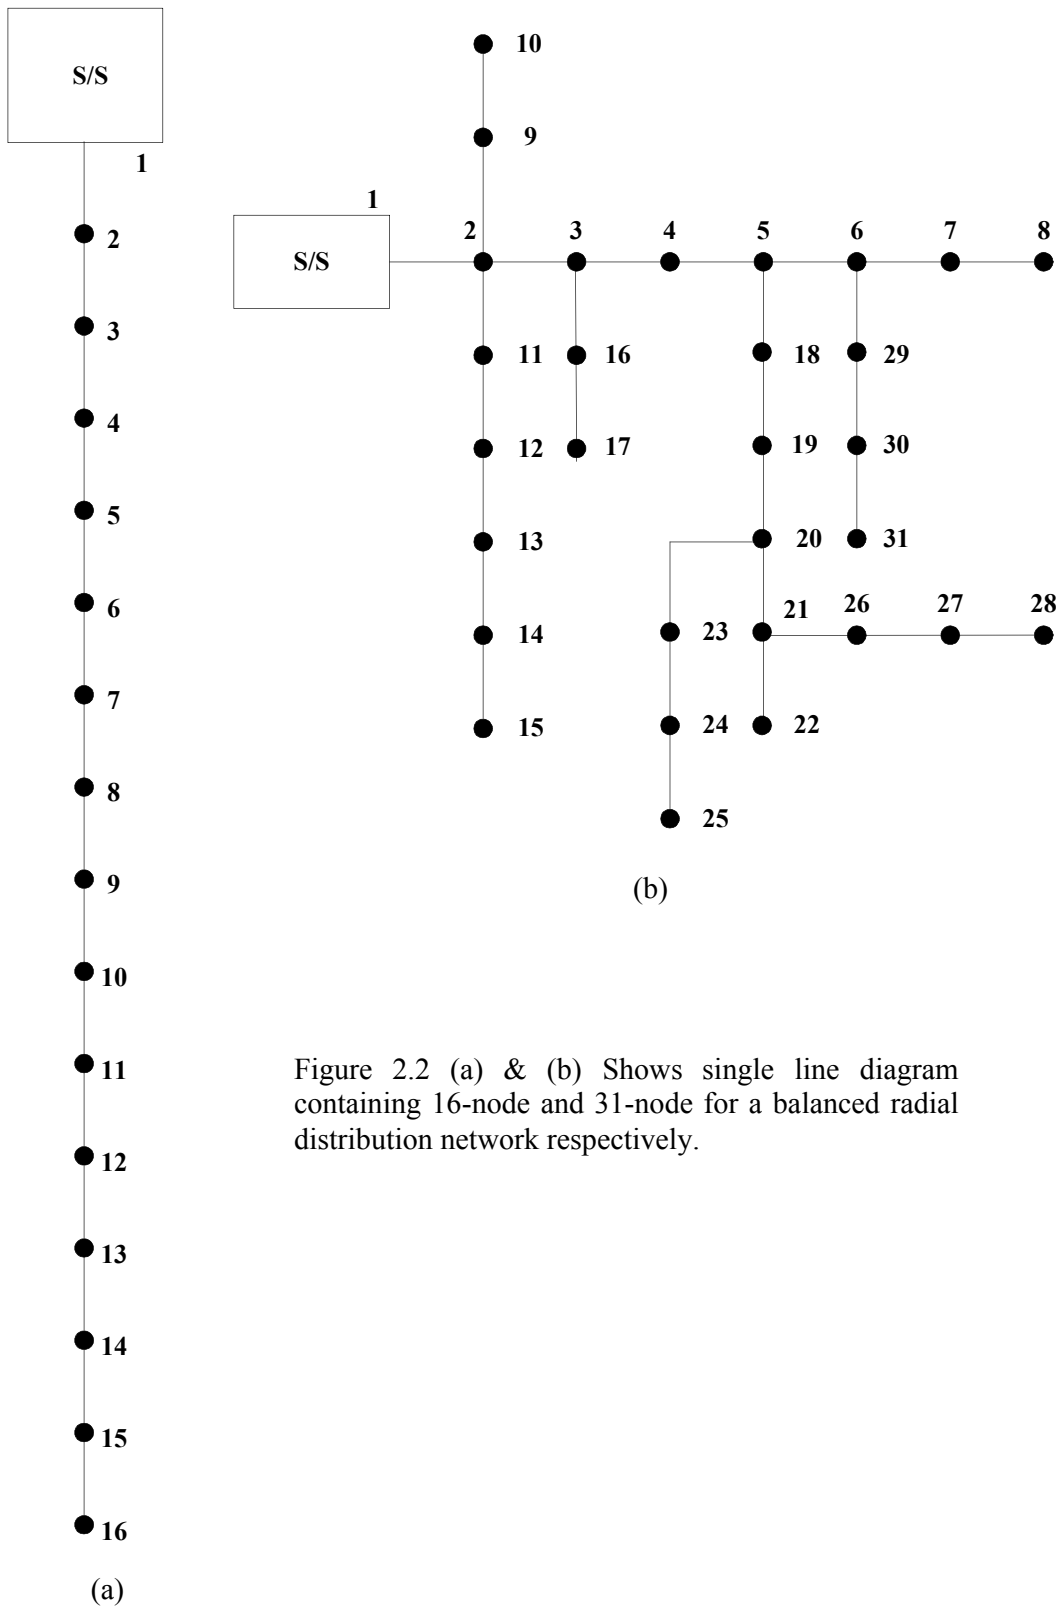 S/S
1
2
3
4
5
6
7
8
9
10
11
12
13
14
15
16
(a)
10
9
1
S/S
2 3 4 5 6 7 8
11 16 18 29
12 17 19 30
13 20 31
14 23 21 26 27 28
15 24 22
25
(b)
Figure 2.2 (a) & (b) Shows single line diagram
containing 16-node and 31-node for a balanced radial
distribution network respectively.